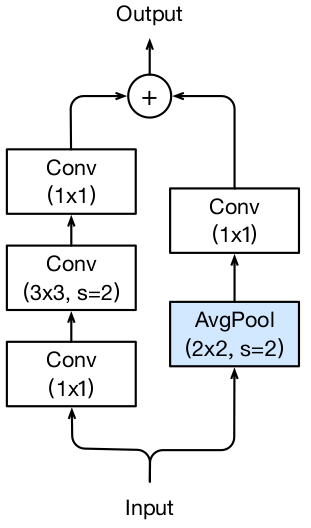 Output
+
Conv
(1x1)
Conv
(1x1)
Conv
(3x3, s=2)
AvgPool
(2x2, s=2)
Conv
(1x1)
Input